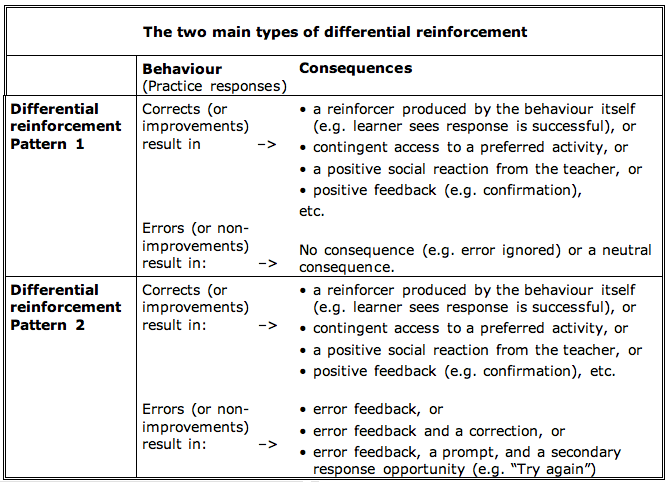 The two main types of differential reinforcement
Behaviour
(Practice responses)
Consequences
Differential
reinforcement
Pattern 1
Corrects (or
improvements)
result in –>
• a reinforcer produced by the behaviour itself
(e.g. learner sees response is successful), or
• contingent access to a preferred activity, or
• a positive social reaction from the teacher, or
• positive feedback (e.g. confirmation),
etc.
Errors (or non-
improvements)
result in: –>
No consequence (e.g. error ignored) or a neutral
consequence.
Differential
reinforcement
Pattern 2
Corrects (or
improvements)
result in: –>
• a reinforcer produced by the behaviour itself
(e.g. learner sees response is successful), or
• contingent access to a preferred activity, or
• a positive social reaction from the teacher, or
• positive feedback (e.g. confirmation), etc.
Errors (or non-
improvements)
result in: –>
• error feedback, or
• error feedback and a correction, or
• error feedback, a prompt, and a secondary
response opportunity (e.g. “Try again”)